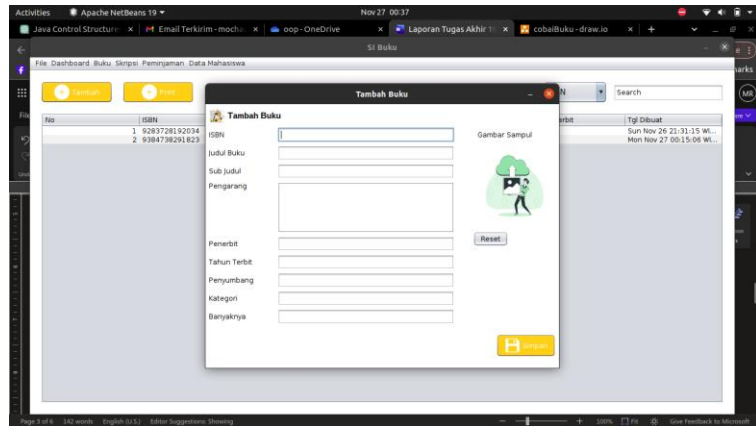 Activities Apache NetBeans 19 Nov 27 00:37
Java Control Structure Email Terkirim - mocha oop - OneDrive Laporan Tugas Akhir cobaiBuku - draw.io
SI Buku
File Dashboard Buku Skripsi Peminjaman Data Mahasiswa
Tambah Print Search
MR
Tambah Buku
No ISBN Tgl Dibuat
1 9283728192034 Sun Nov 26 21:31:15 WI...
2 9384738291823 Mon Nov 27 00:15:06 WI...
Tambah Buku
ISBN
Gambar Sampul
Judul Buku
Sub Judul
Pengarang
Reset
Penerbit
Tahun Terbit
Penyumbang
Kategori
Banyaknya
Simpan
Page 3 of 6 142 words English (U.S.) Editor Suggestions: Showing 100% Fit Give Feedback to Microsoft